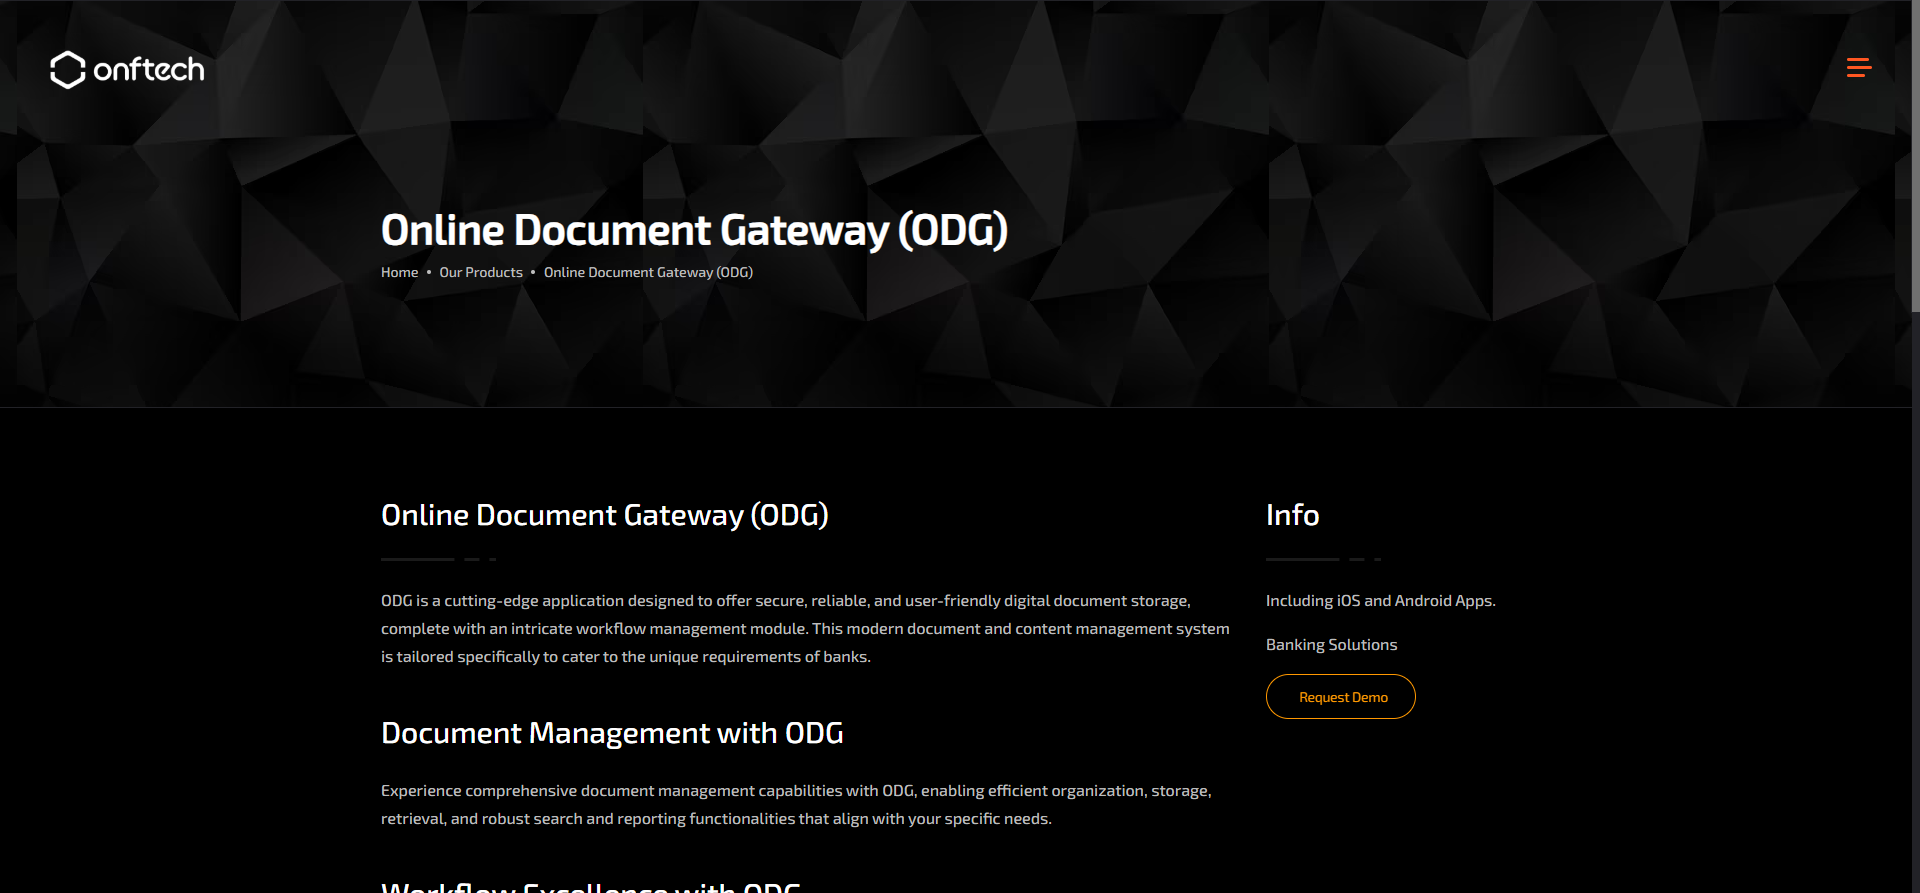 onftech
Online Document Gateway (ODG)
Home • Our Products • Online Document Gateway (ODG)
Online Document Gateway (ODG)
ODG is a cutting-edge application designed to offer secure, reliable, and user-friendly digital document storage,
complete with an intricate workflow management module. This modern document and content management system
is tailored specifically to cater to the unique requirements of banks.
Document Management with ODG
Experience comprehensive document management capabilities with ODG, enabling efficient organization, storage,
retrieval, and robust search and reporting functionalities that align with your specific needs.
Workflow Excellence with ODG
Info
Including iOS and Android Apps.
Banking Solutions
Request Demo